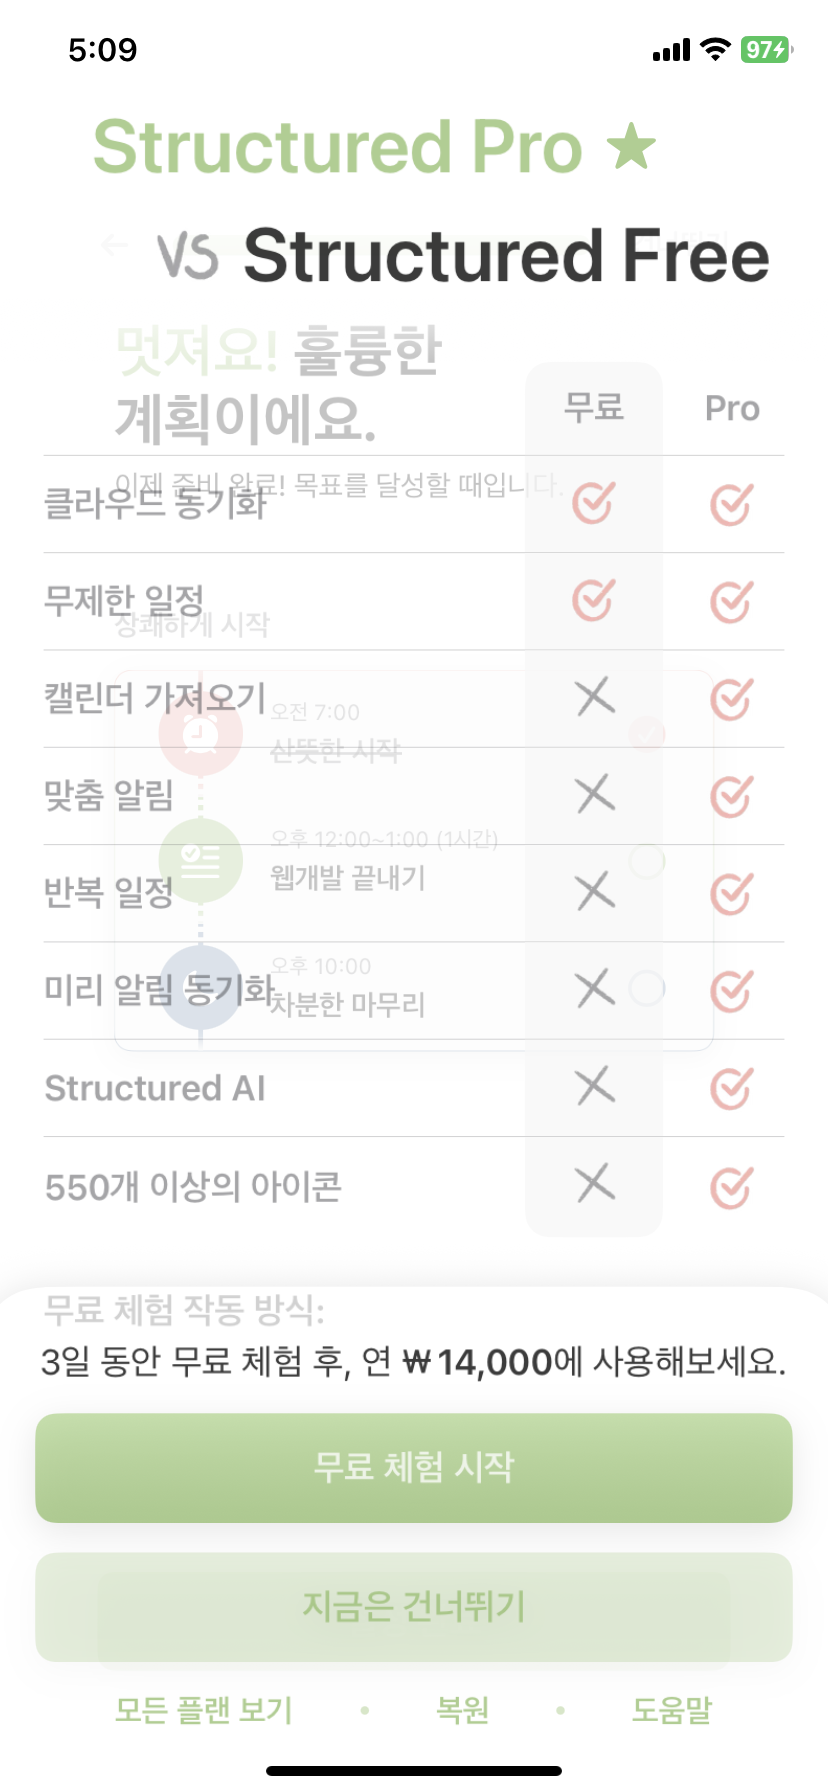 5:09
97
Structured Pro
VS Structured Free
건너뛰기
멋져요! 훌륭한
계획이에요.
이제 준비 완료! 목표를 달성할 때입니다.
상쾌하게 시작
오전 7:00
산뜻한 시작
오후 12:00~1:00 (1시간)
웹개발 끝내기
오후 10:00
차분한 마무리
무료 Pro
클라우드 동기화
무제한 일정
캘린더 가져오기
맞춤 알림
반복 일정
미리 알림 동기화
Structured AI
550개 이상의 아이콘
무료 체험 작동 방식:
3일 동안 무료 체험 후, 연 ₩14,000에 사용해보세요.
무료 체험 시작
지금은 건너뛰기
모든 플랜 보기 • 복원 • 도움말